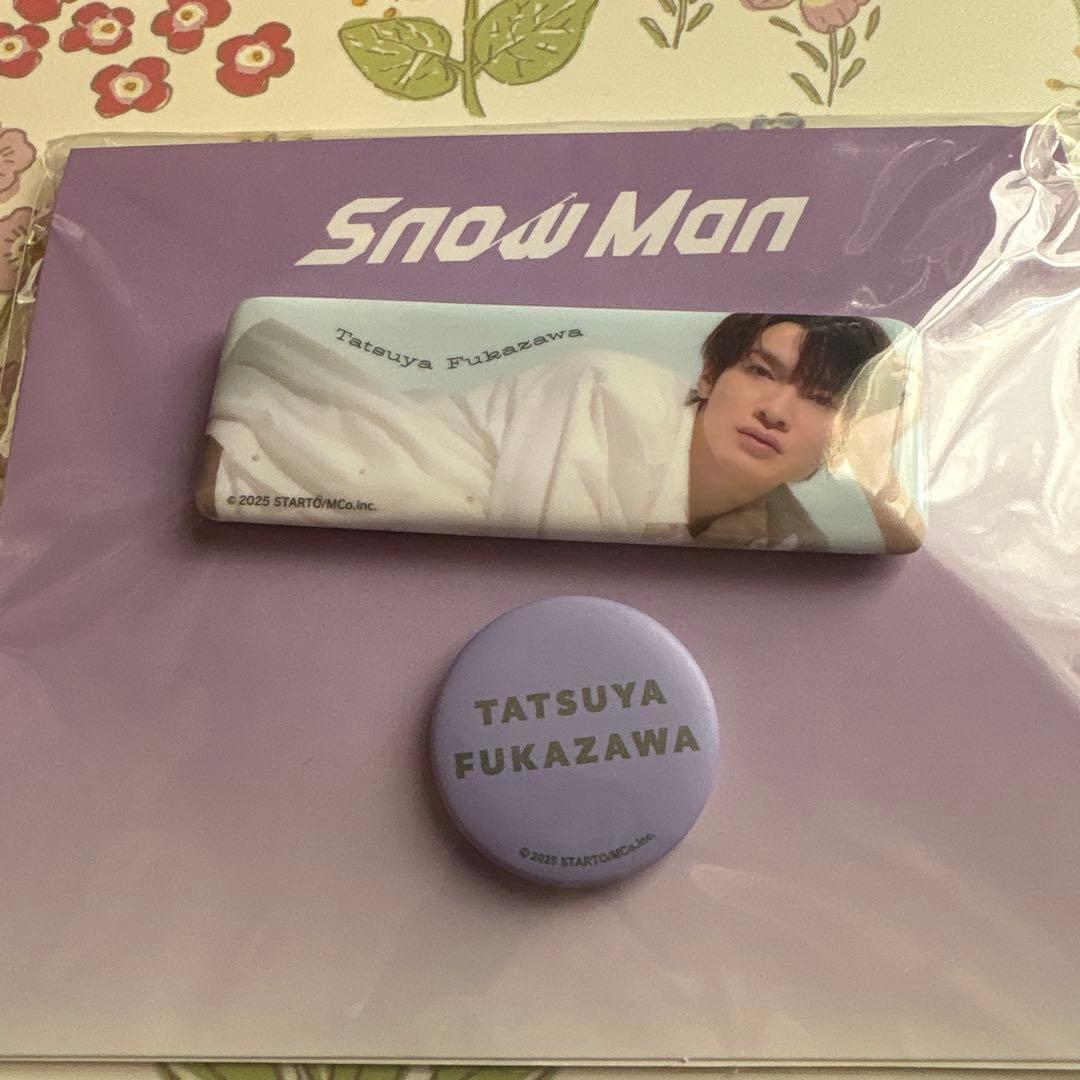 Snow Man
Tatsuya Fukazawa
© 2025 STARTO/MCo.Inc.
TATSUYA
FUKAZAWA
© 2025 STARTO/MCo.Inc.